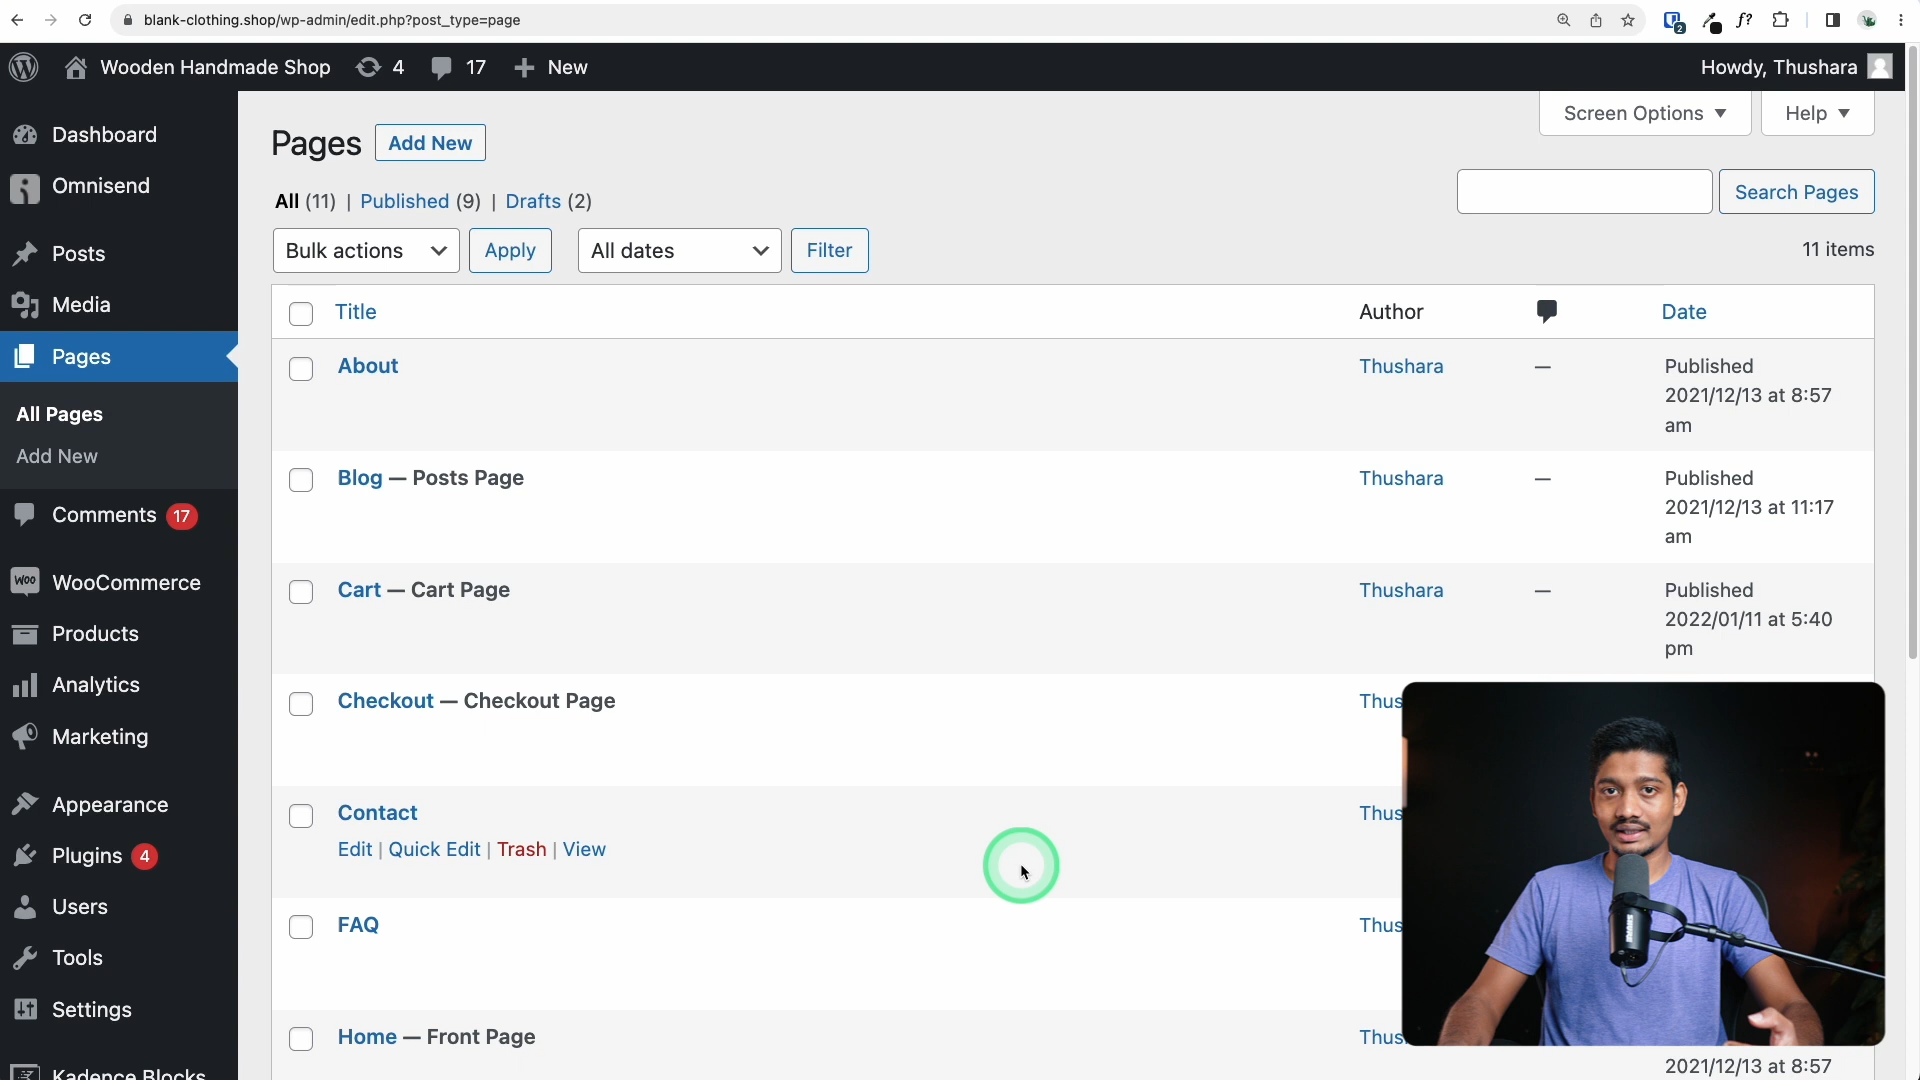 blank-clothing.shop/wp-admin/edit.php?post_type=page
2
f?
Wooden Handmade Shop 4 17 New
Howdy, Thushara
Screen Options Help
Dashboard
Omnisend
Posts
Media
Pages
All Pages
Add New
Comments 17
WooCommerce
Products
Analytics
Marketing
Appearance
Plugins 4
Users
Tools
Settings
Kadence Blocks
Pages Add New
All (11) | Published (9) | Drafts (2)
Search Pages
Bulk actions Apply All dates Filter
11 items
Title Author Date
About Thushara — Published
2021/12/13 at 8:57
am
Blog — Posts Page Thushara — Published
2021/12/13 at 11:17
am
Cart — Cart Page Thushara — Published
2022/01/11 at 5:40
pm
Checkout — Checkout Page Thus
Contact Thus
Edit | Quick Edit | Trash | View
FAQ Thus
Home — Front Page Thus
2021/12/13 at 8:57